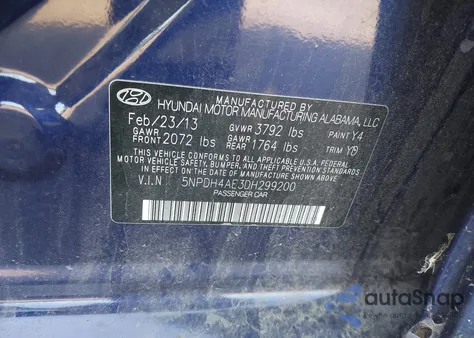 MANUFACTURED BY
HYUNDAI MOTOR MANUFACTURING ALABAMA, LLC
Feb/23/13 GVWR 3792 lbs PAINT Y4
GAWR FRONT 2072 lbs GAWR REAR 1764 lbs TRIM Y9
THIS VEHICLE CONFORMS TO ALL APPLICABLE U.S.A. FEDERAL
MOTOR VEHICLE SAFETY, BUMPER, AND THEFT PREVENTION
STANDARDS IN EFFECT ON THE DATE OF MANUFACTURE SHOWN ABOVE.
V.I.N 5NPDH4AE3DH299200
PASSENGER CAR
autoSnap